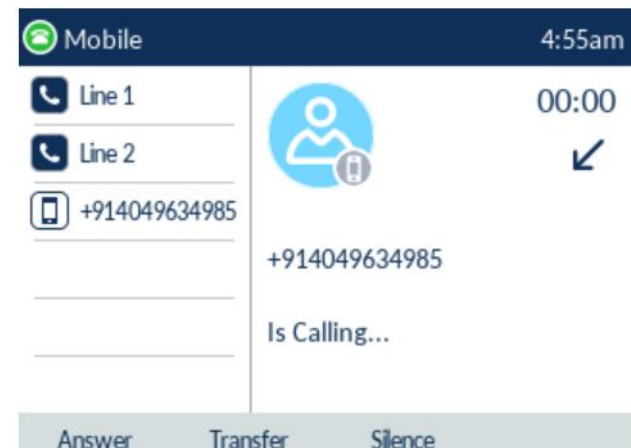 Mobile 4:55am
Line 1
Line 2
+914049634985
00:00
+914049634985
Is Calling...
Answer Transfer Silence